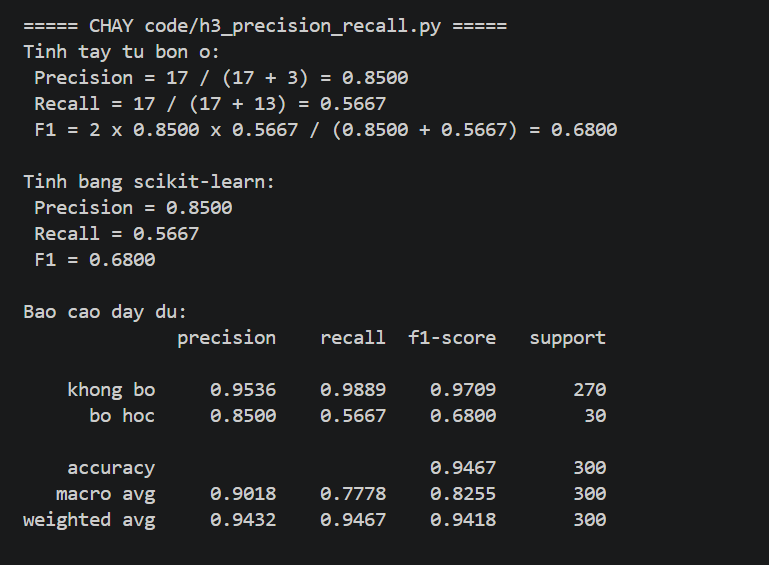 ===== CHAY code/h3_precision_recall.py =====
Tinh tay tu bon o:
 Precision = 17 / (17 + 3) = 0.8500
 Recall = 17 / (17 + 13) = 0.5667
 F1 = 2 x 0.8500 x 0.5667 / (0.8500 + 0.5667) = 0.6800

Tinh bang scikit-learn:
 Precision = 0.8500
 Recall = 0.5667
 F1 = 0.6800

Bao cao day du:
              precision    recall  f1-score   support

    khong bo     0.9536    0.9889    0.9709       270
      bo hoc     0.8500    0.5667    0.6800        30

    accuracy                         0.9467       300
   macro avg     0.9018    0.7778    0.8255       300
weighted avg     0.9432    0.9467    0.9418       300